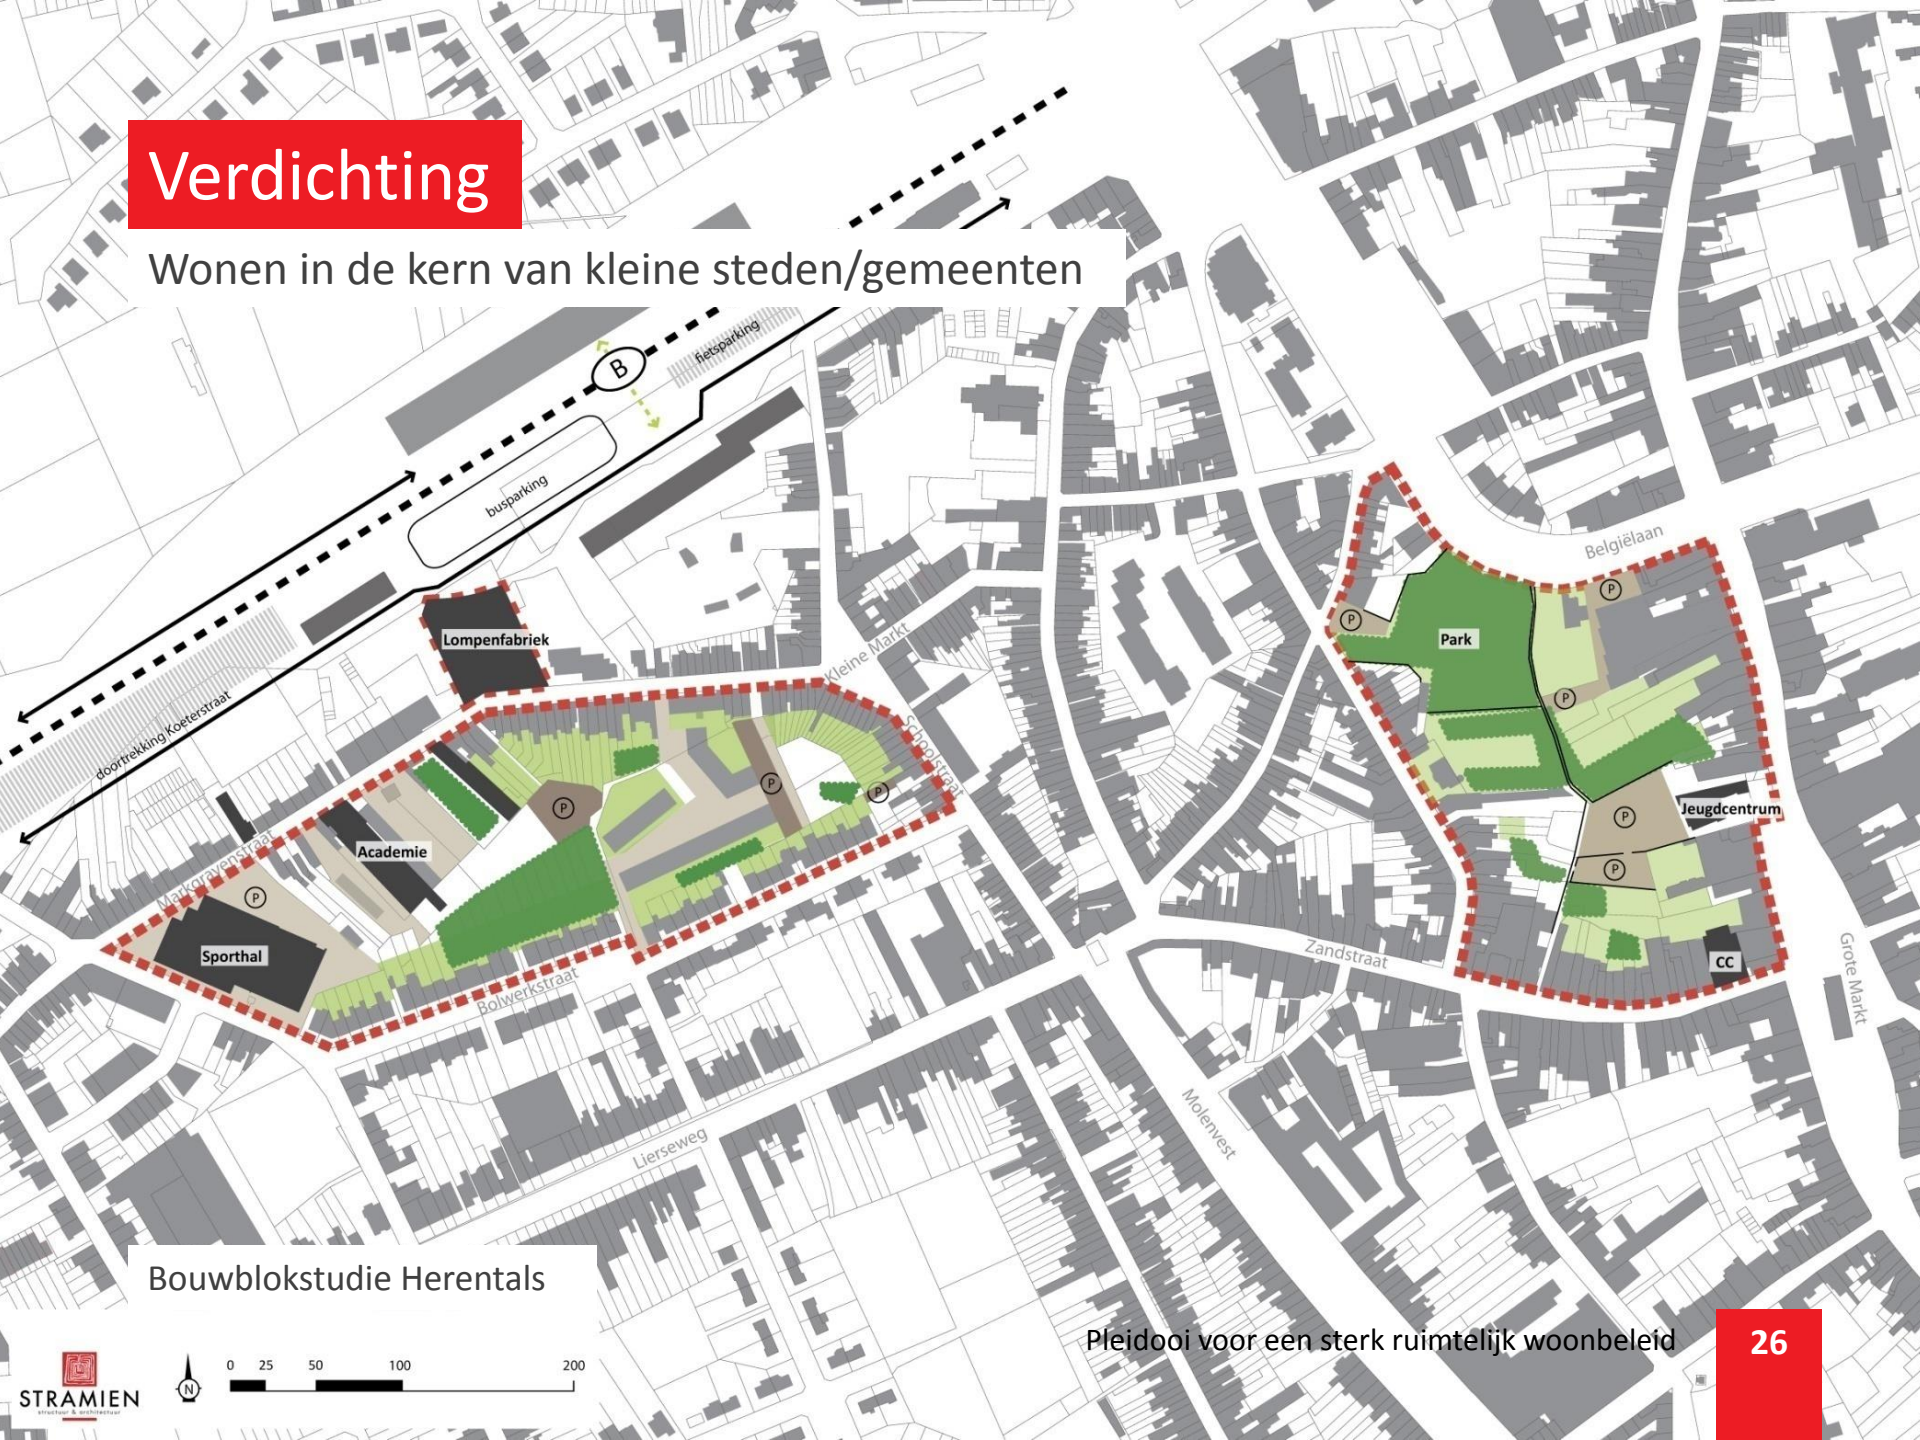 Verdichting
Wonen in de kern van kleine steden/gemeenten
fietsparking
B
busparking
Belgiëlaan
P
Lompenfabriek
P
Park
Kleine Markt
doortrekking Koeterstraat
P
Schoolstraat
P
P
P
Jeugdcentrum
P
Academie
Markgravenstraat
P
P
Sporthal
Zandstraat
CC
Grote Markt
Bolwerkstraat
Molenvest
Lierseweg
Bouwblokstudie Herentals
Pleidooi voor een sterk ruimtelijk woonbeleid
26
STRAMIEN
structuur & architectuur
N
0 25 50 100 200